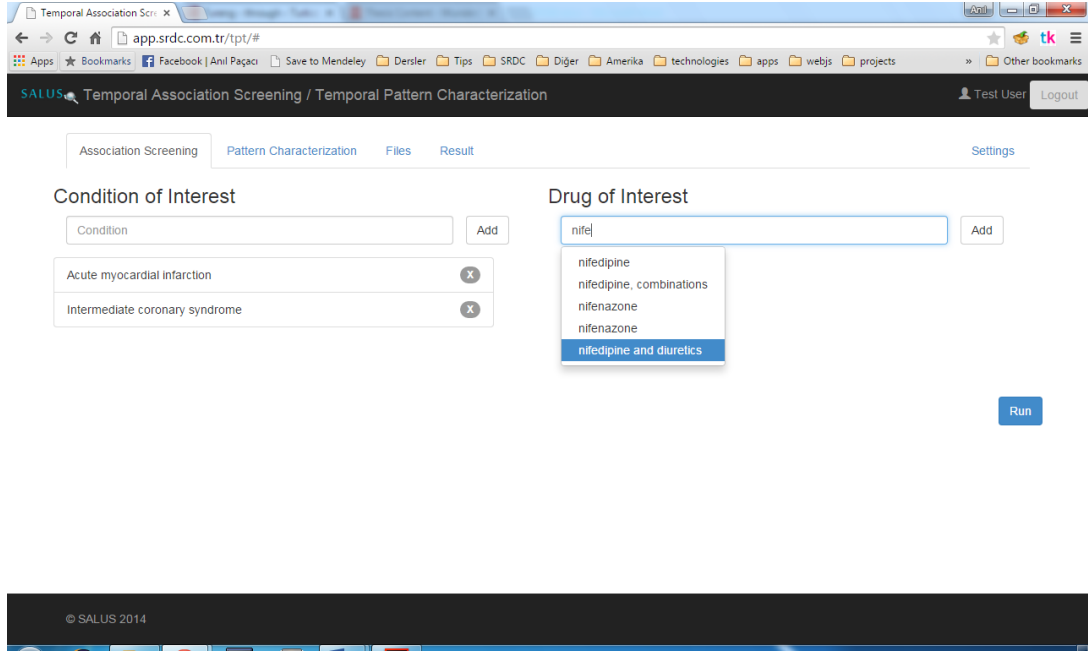 Temporal Association Scre
Anıl
app.srdc.com.tr/tpt/#
tk
Apps Bookmarks Facebook | Anıl Paçacı Save to Mendeley Dersler Tips SRDC Diğer Amerika technologies apps webjs projects » Other bookmarks
SALUS Temporal Association Screening / Temporal Pattern Characterization Test User Logout
Association Screening Pattern Characterization Files Result Settings
Condition of Interest Drug of Interest
Condition Add nife Add
nifedipine
Acute myocardial infarction X
nifedipine, combinations
nifenazone
Intermediate coronary syndrome X
nifenazone
nifedipine and diuretics
Run
© SALUS 2014